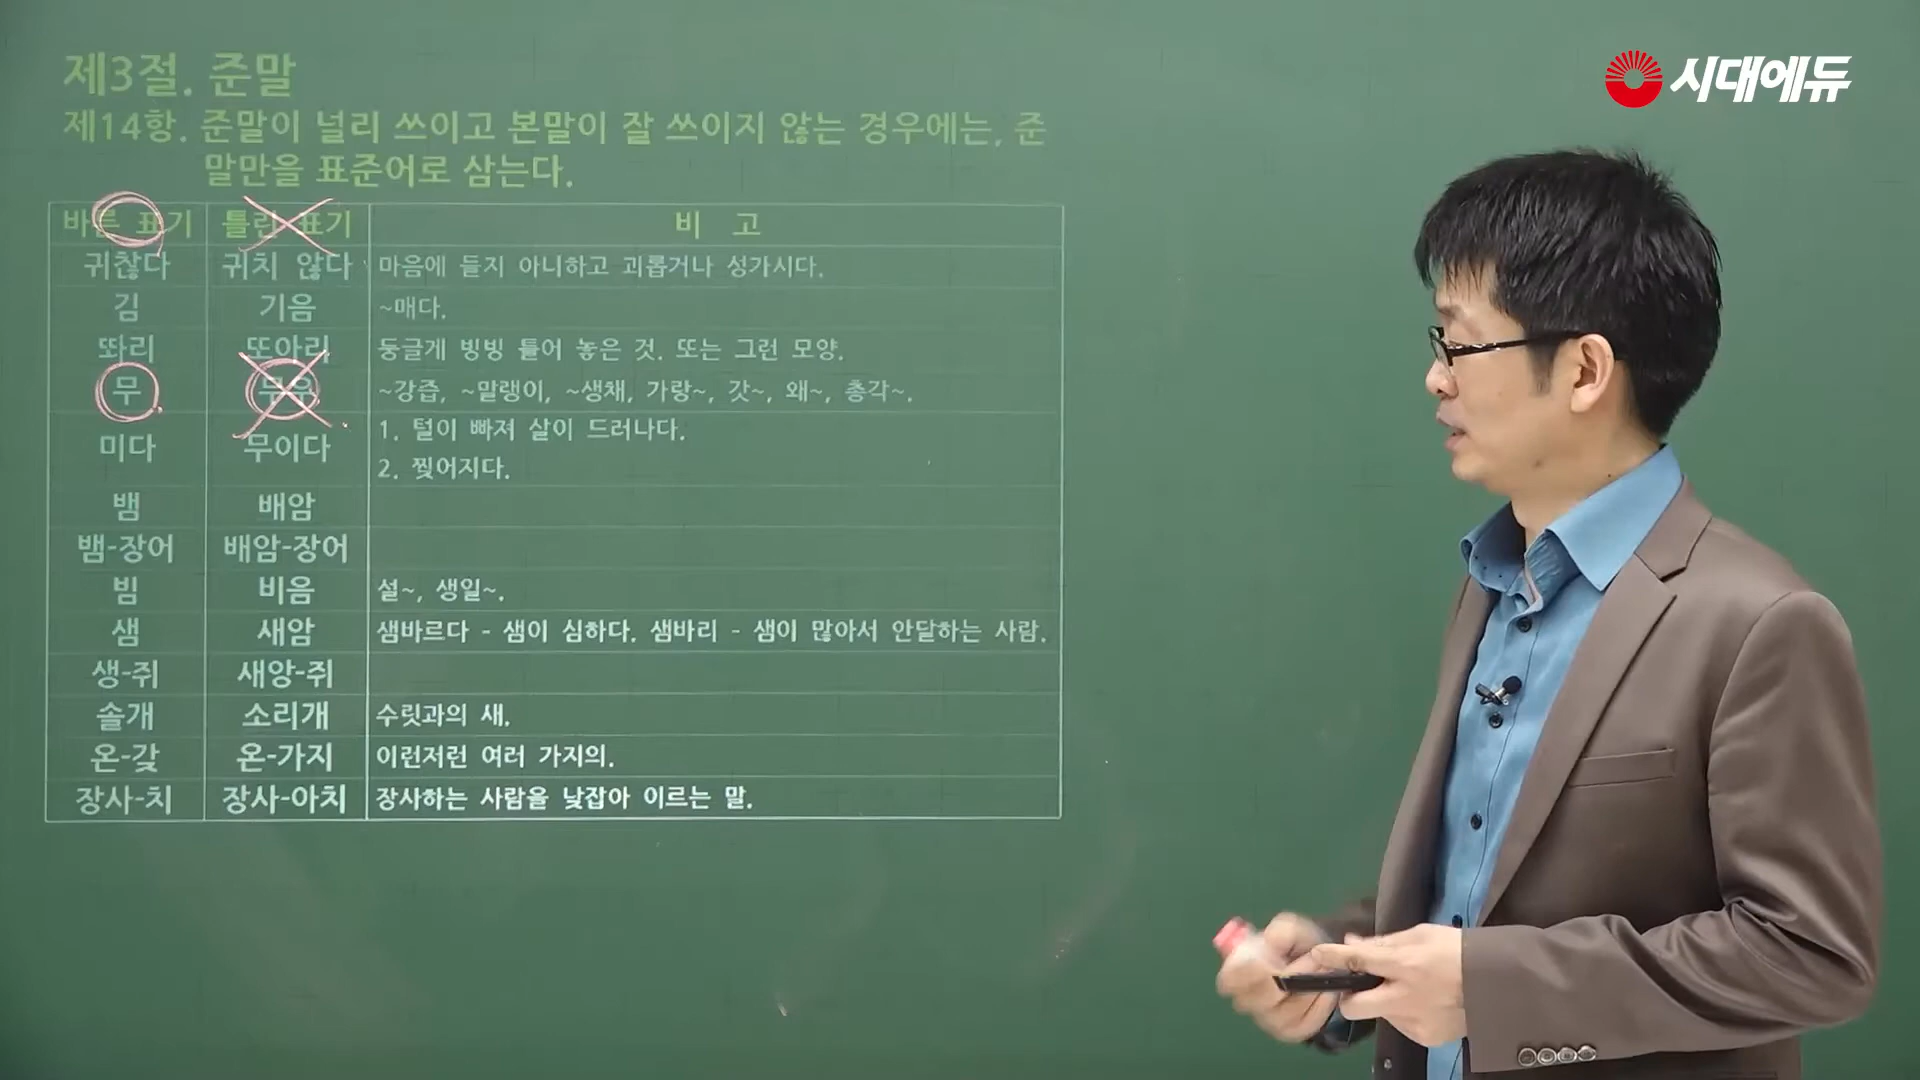 시대에듀
제3절. 준말
제14항. 준말이 널리 쓰이고 본말이 잘 쓰이지 않는 경우에는, 준
말만을 표준어로 삼는다.
바른 표기 틀린 표기 비 고
귀찮다 귀치 않다 마음에 들지 아니하고 괴롭거나 성가시다.
김 기음 ~매다.
똬리 또아리 둥글게 빙빙 틀어 놓은 것. 또는 그런 모양.
무 무우 ~강즙, ~말랭이, ~생채, 가랑~, 갓~, 왜~, 총각~.
미다 무이다 1. 털이 빠져 살이 드러나다.
2. 찢어지다.
뱀 배암
뱀-장어 배암-장어
빔 비음 설~, 생일~.
샘 새암 샘바르다 - 샘이 심하다. 샘바리 - 샘이 많아서 안달하는 사람.
생-쥐 새앙-쥐
솔개 소리개 수릿과의 새.
온-갖 온-가지 이런저런 여러 가지의.
장사-치 장사-아치 장사하는 사람을 낮잡아 이르는 말.